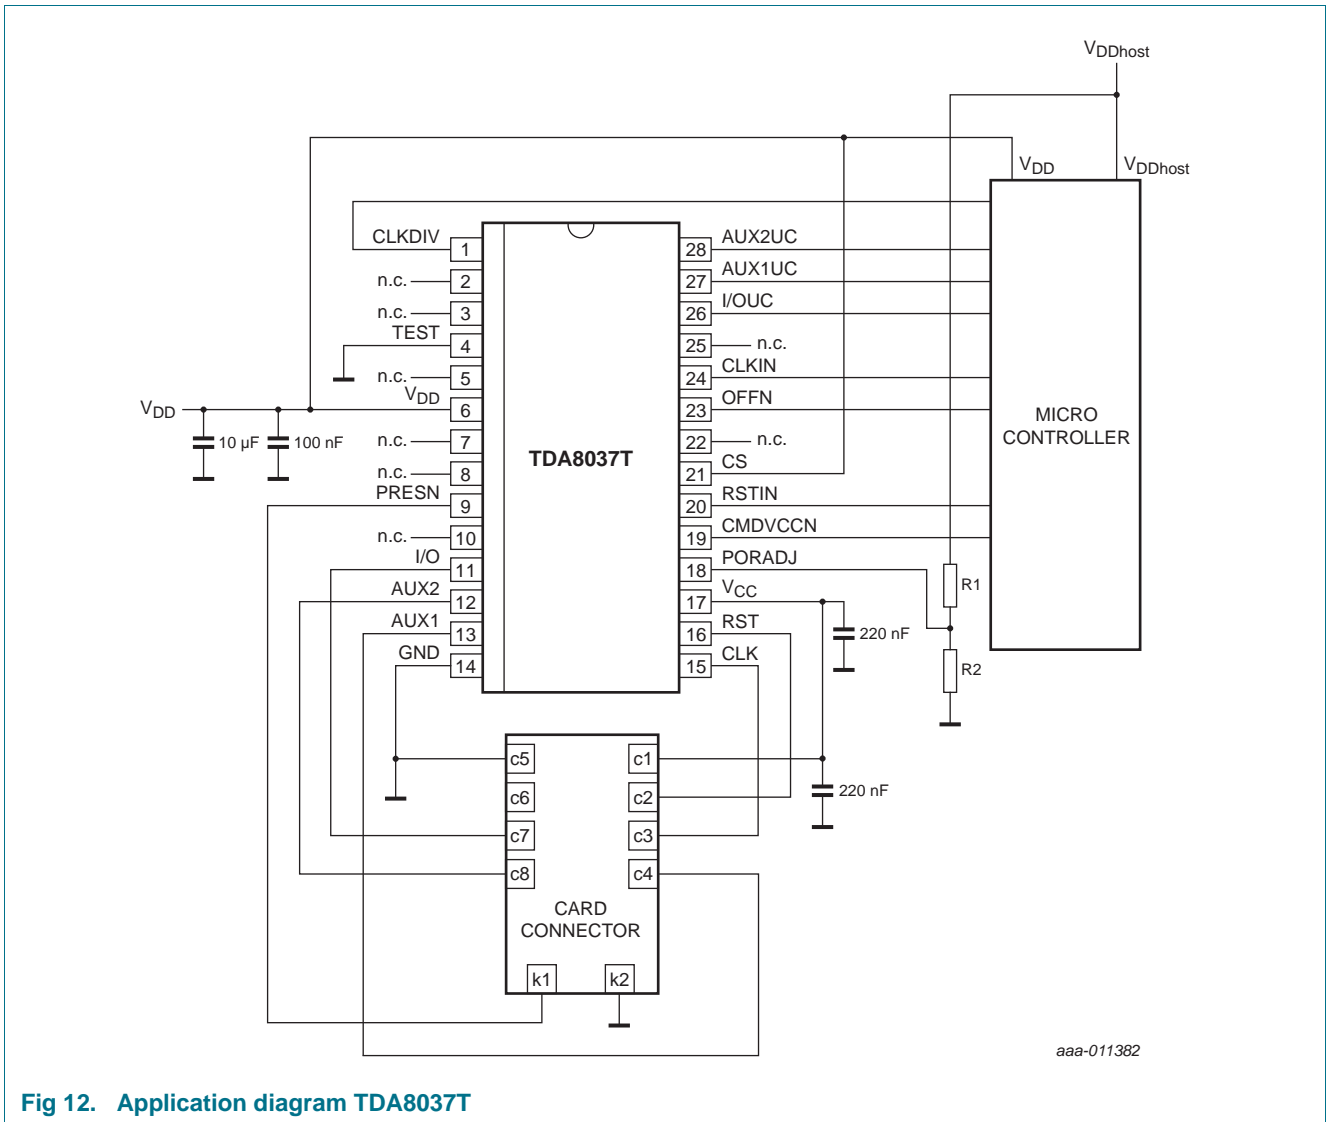 VDDhost
VDD
VDDhost
CLKDIV
1
28
AUX2UC
n.c.
2
27
AUX1UC
n.c.
3
26
I/OUC
TEST
4
25
n.c.
n.c.
5
24
CLKIN
VDD
10 µF
100 nF
VDD
6
23
OFFN
n.c.
7
22
n.c.
n.c.
8
21
CS
PRESN
9
20
RSTIN
n.c.
10
19
CMDVCCN
I/O
11
18
PORADJ
AUX2
12
17
VCC
AUX1
13
16
RST
GND
14
15
CLK
TDA8037T
MICRO
CONTROLLER
R1
220 nF
R2
c5
c1
c6
c2
220 nF
c7
c3
c8
c4
CARD
CONNECTOR
k1
k2
aaa-011382
Fig 12. Application diagram TDA8037T